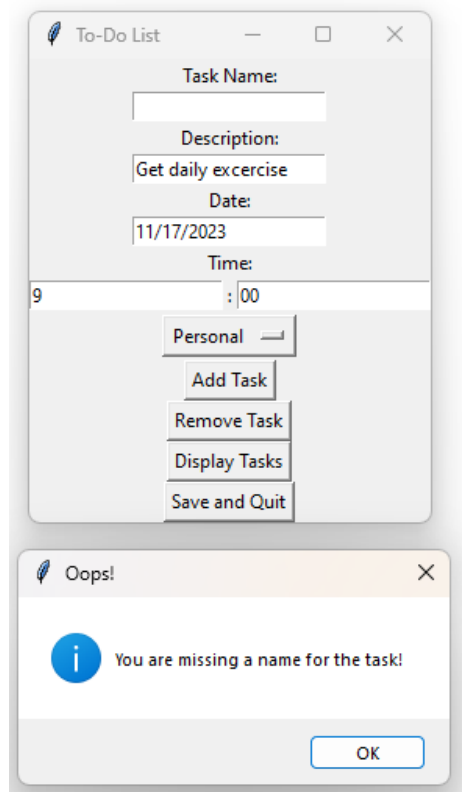 To-Do List
Task Name:
Description:
Get daily excercise
Date:
11/17/2023
Time:
9 : 00
Personal
Add Task
Remove Task
Display Tasks
Save and Quit
Oops!
You are missing a name for the task!
OK